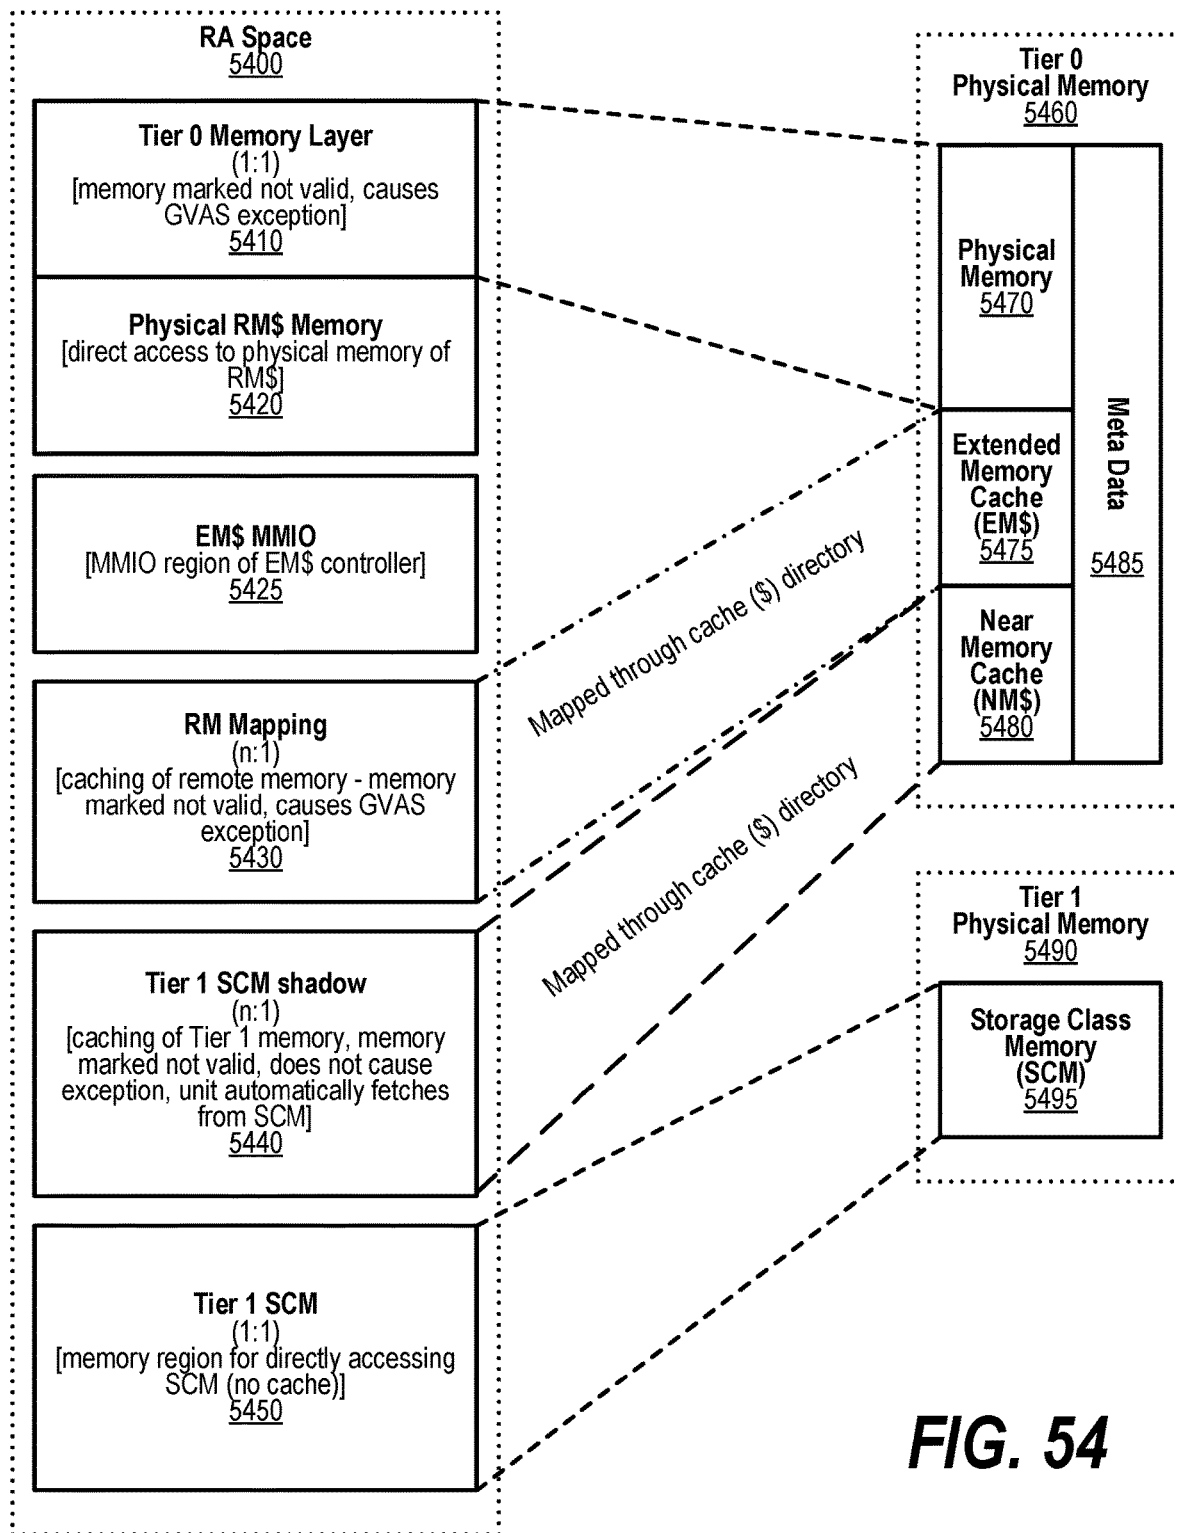 RA Space
5400
Tier 0 Memory Layer
(1:1)
[memory marked not valid, causes
GVAS exception]
5410
Physical RM$ Memory
[direct access to physical memory of
RM$]
5420
EM$ MMIO
[MMIO region of EM$ controller]
5425
RM Mapping
(n:1)
[caching of remote memory - memory
marked not valid, causes GVAS
exception]
5430
Tier 1 SCM shadow
(n:1)
[caching of Tier 1 memory, memory
marked not valid, does not cause
exception, unit automatically fetches
from SCM]
5440
Tier 1 SCM
(1:1)
[memory region for directly accessing
SCM (no cache)]
5450
Mapped through cache ($) directory
Mapped through cache ($) directory
Tier 0
Physical Memory
5460
Physical
Memory
5470
Extended
Memory
Cache
(EM$)
5475
Near
Memory
Cache
(NM$)
5480
Meta Data
5485
Tier 1
Physical Memory
5490
Storage Class
Memory
(SCM)
5495
FIG. 54